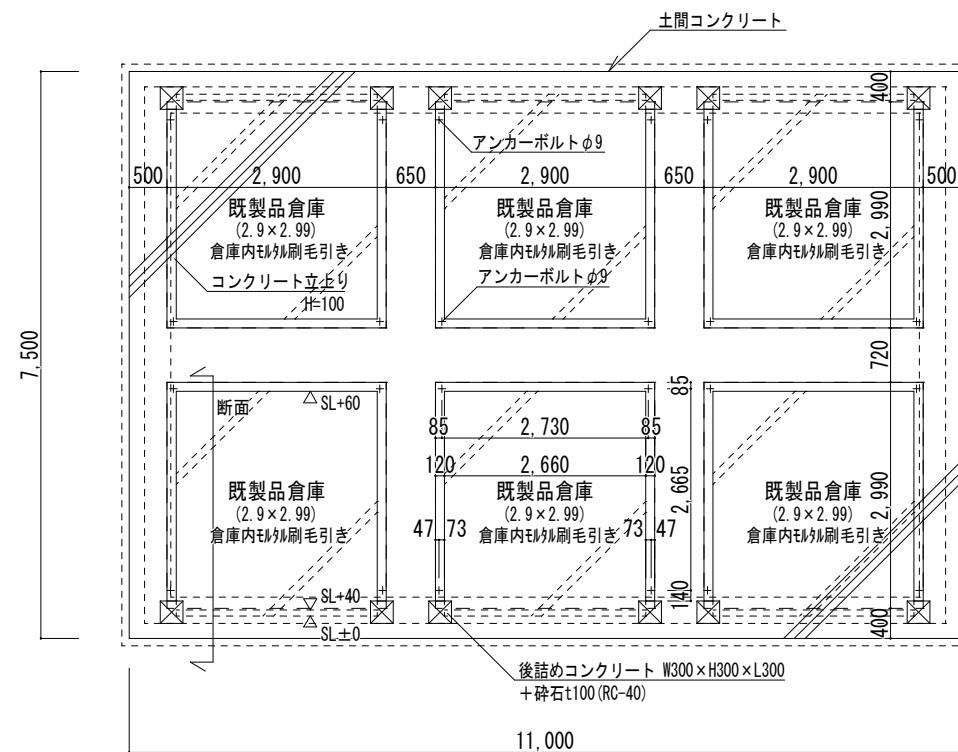 土間コンクリート
400
アンカーボルトφ9
500
2,900
650
2,900
650
2,900
500
既製品倉庫
(2.9×2.99)
倉庫内ﾓﾙﾀﾙ刷毛引き
既製品倉庫
(2.9×2.99)
倉庫内ﾓﾙﾀﾙ刷毛引き
既製品倉庫
(2.9×2.99)
倉庫内ﾓﾙﾀﾙ刷毛引き
2,990
コンクリート立上り
H=100
アンカーボルトφ9
7,500
720
断面
SL+60
85
85
2,730
85
120
2,660
120
2,665
既製品倉庫
(2.9×2.99)
倉庫内ﾓﾙﾀﾙ刷毛引き
既製品倉庫
(2.9×2.99)
倉庫内ﾓﾙﾀﾙ刷毛引き
既製品倉庫
(2.9×2.99)
倉庫内ﾓﾙﾀﾙ刷毛引き
2,990
47
73
73
47
SL+40
140
SL±0
400
後詰めコンクリート W300×H300×L300
＋砕石t100(RC-40)
11,000